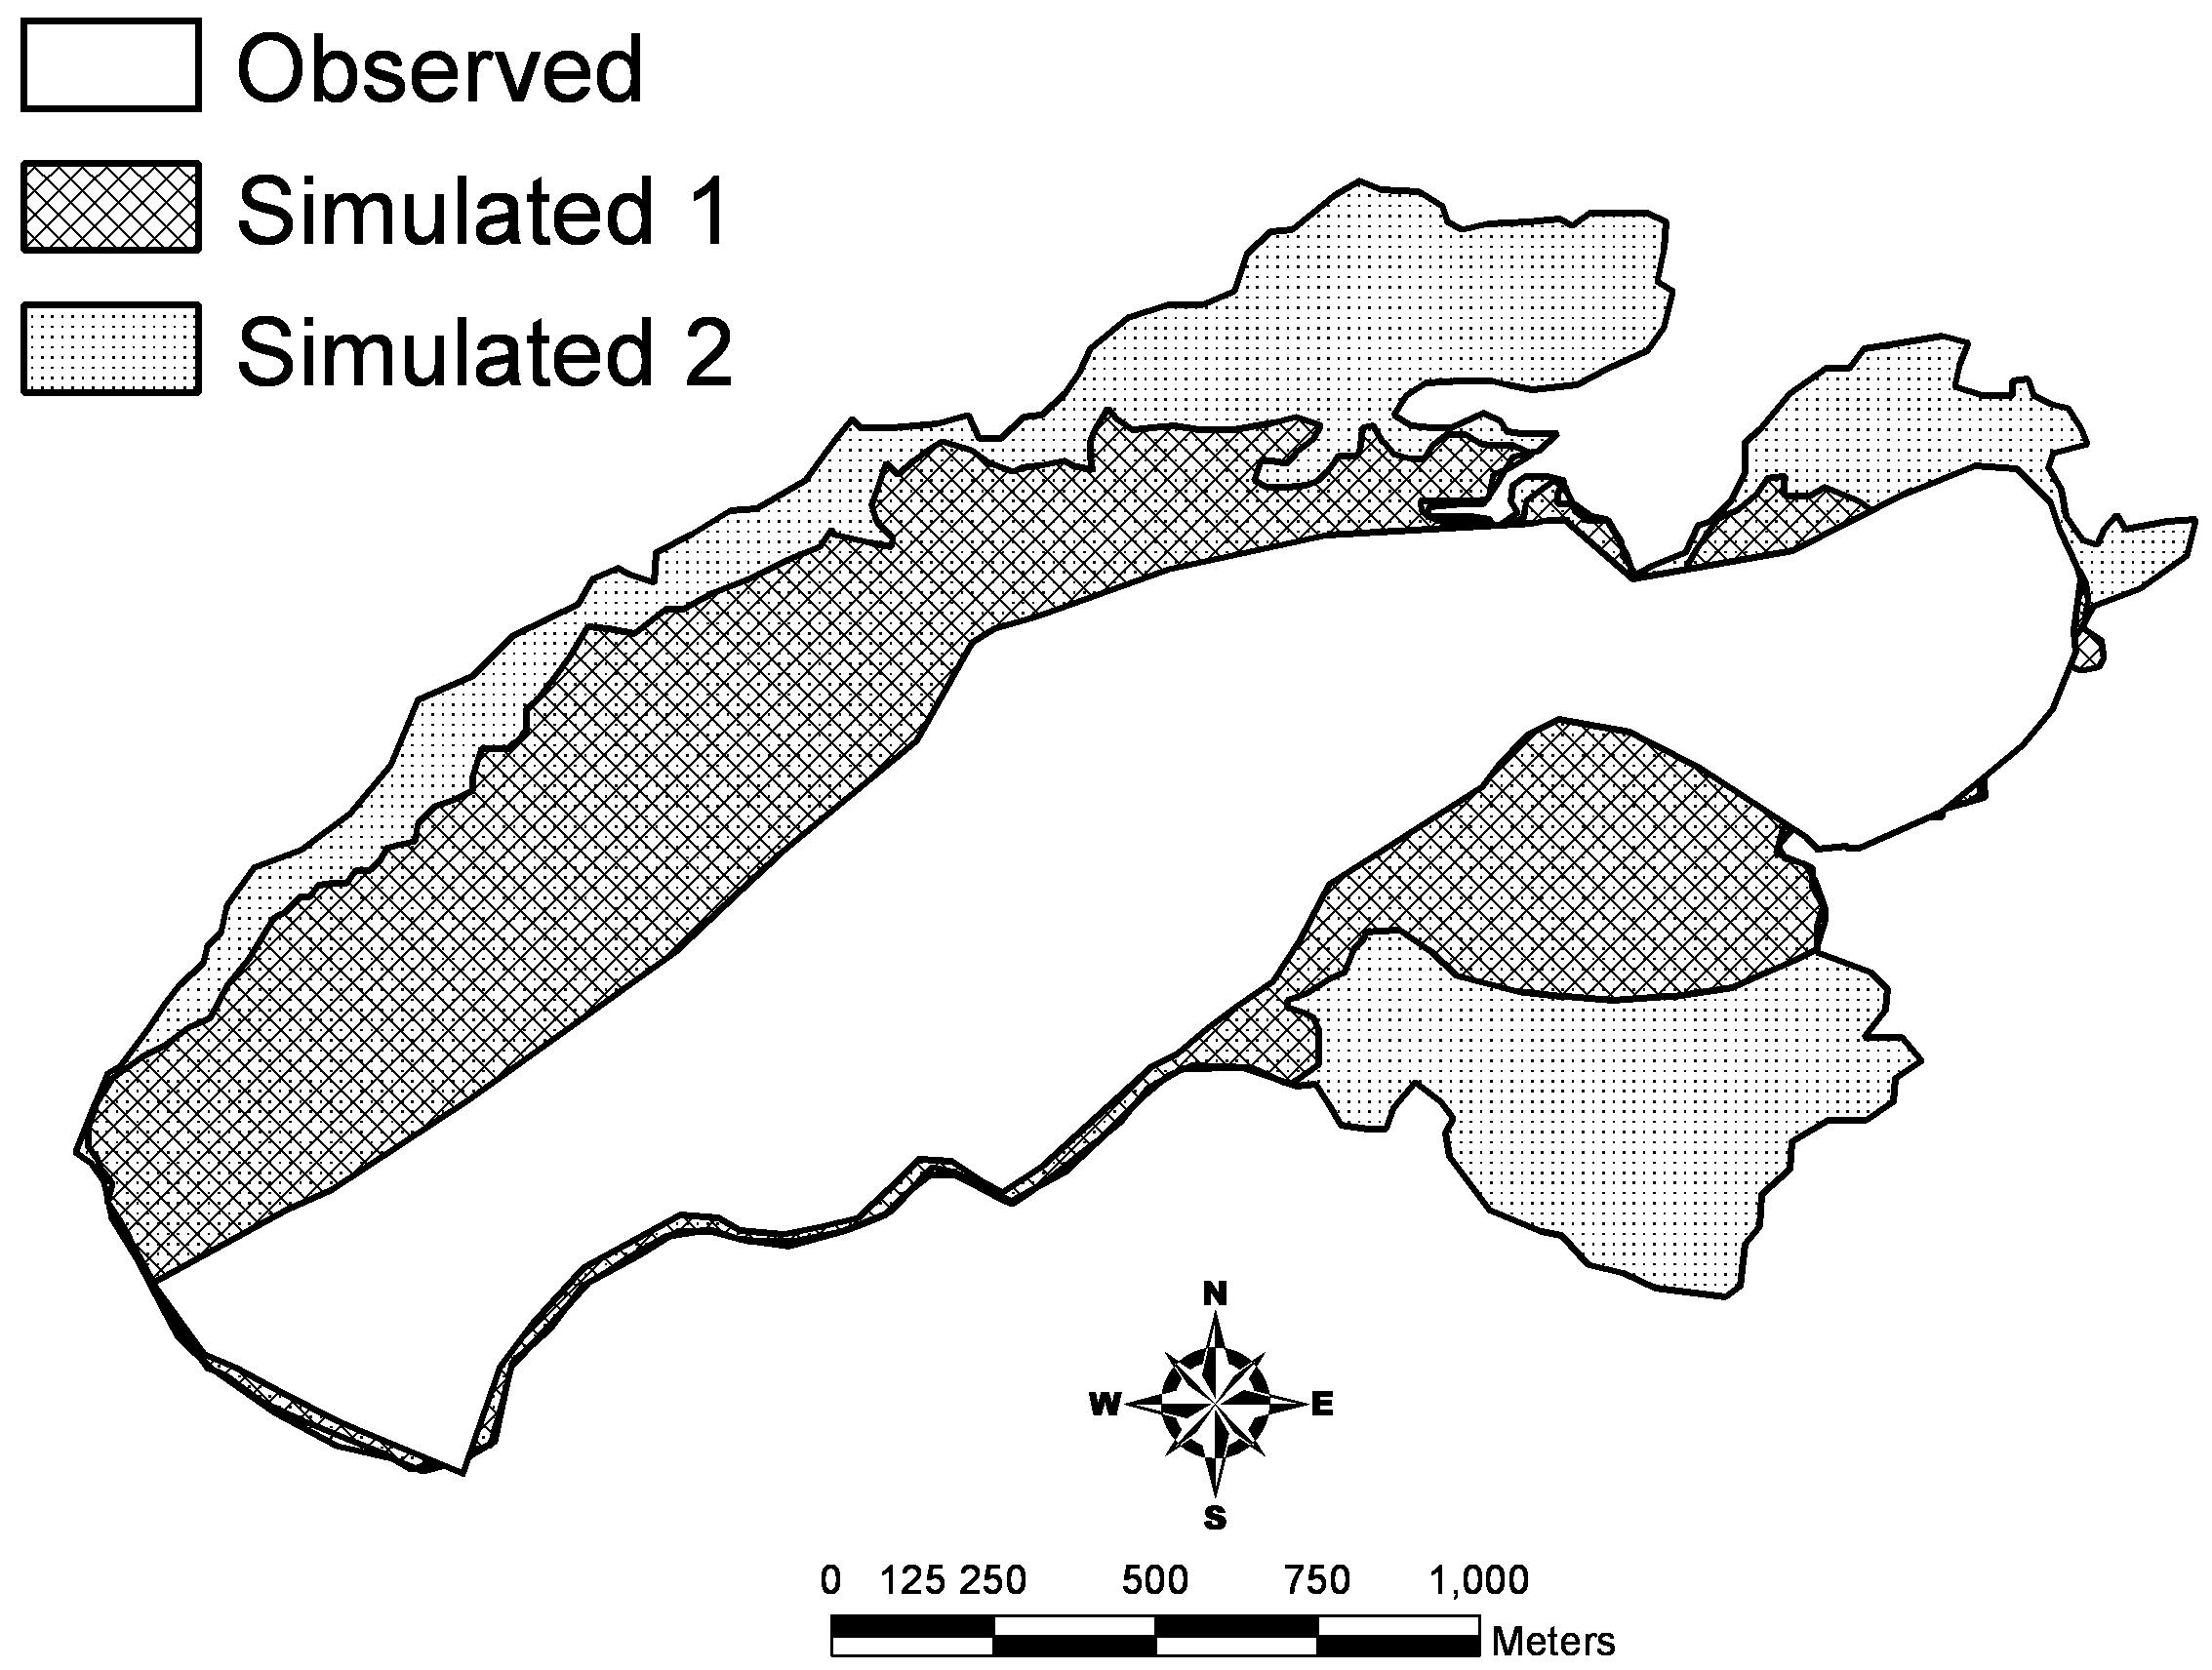 Observed
Simulated 1
Simulated 2
N
W E
S
0 125 250 500 750 1,000
Meters